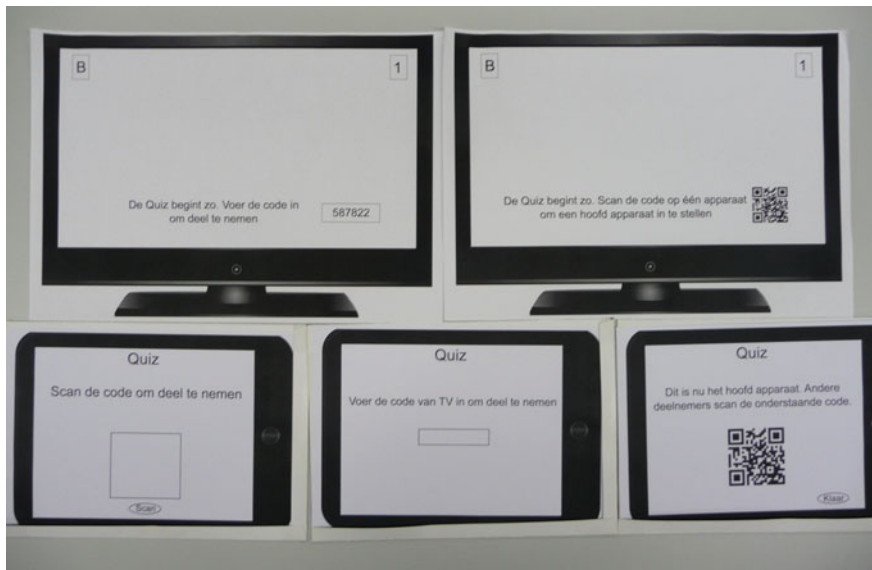 B
1
De Quiz begint zo. Voer de code in
om deel te nemen
587822
B
1
De Quiz begint zo. Scan de code op één apparaat
om een hoofd apparaat in te stellen
Quiz
Scan de code om deel te nemen
Scan
Quiz
Voer de code van TV in om deel te nemen
Quiz
Dit is nu het hoofd apparaat. Andere
deelnemers scan de onderstaande code.
Klaar